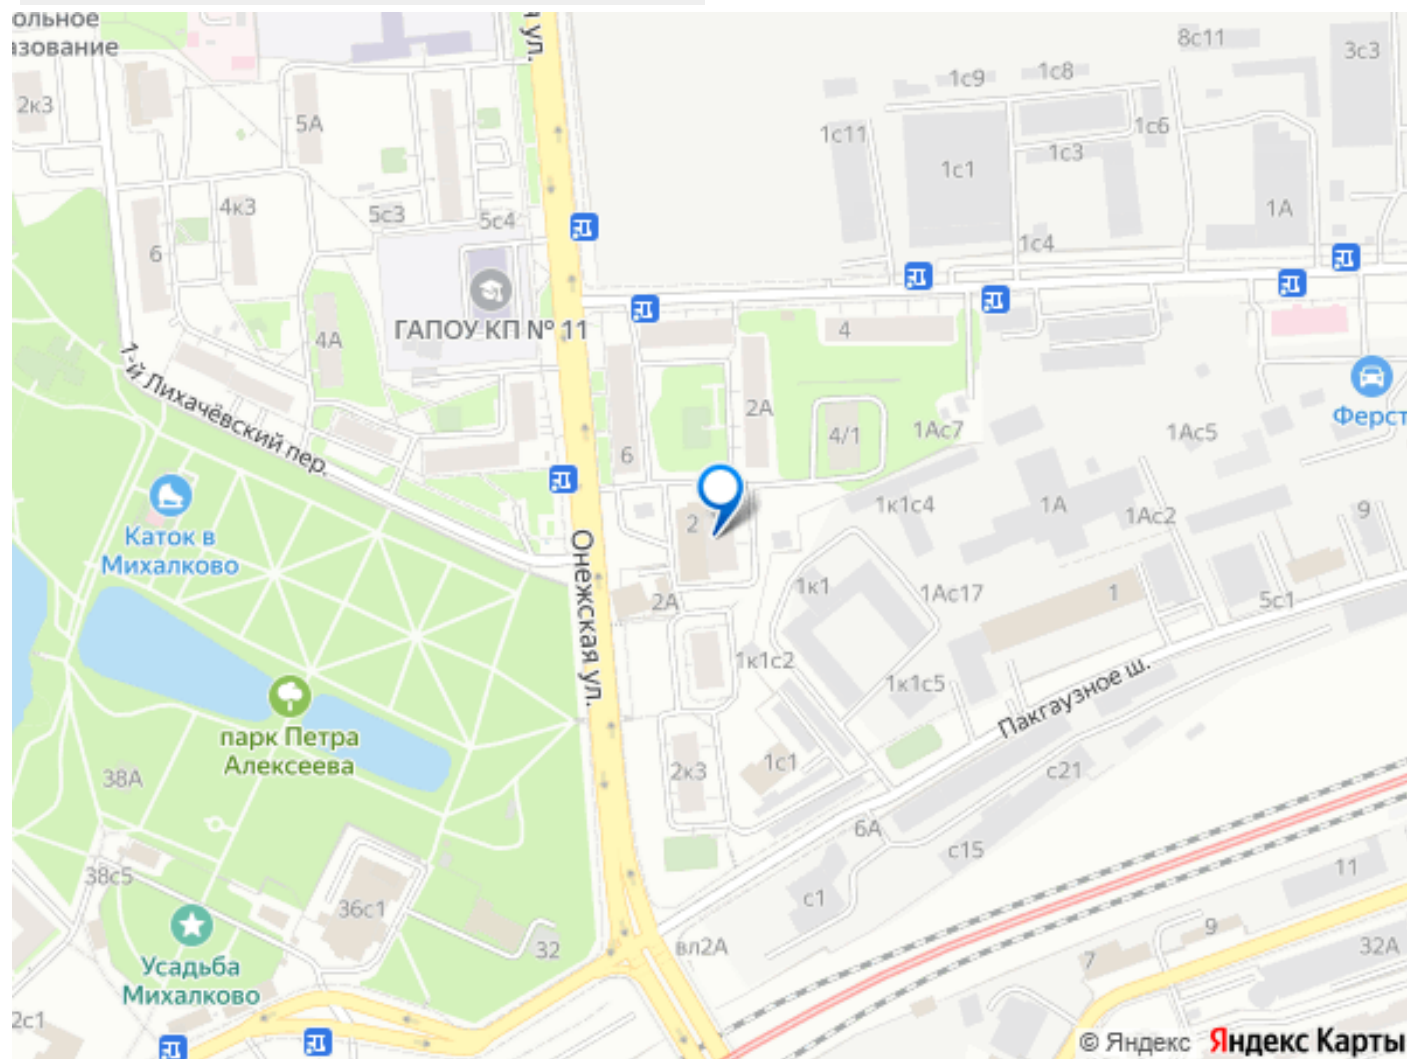 ольное
азование
я ул.
8с11
3с3
1с9
1с8
2к3
5А
1с11
1с6
1с3
1с1
4к3
5с3
5с4
1А
6
1с4
ГАПОУ КП № 11
4А
4
1-й Лихачёвский пер.
2А
Ферст
6
4/1
1Ас7
1Ас5
1к1с4
1А
1Ас2
9
2
Каток в
Михалково
Онежская ул.
1к1
1Ас17
1
5с1
2А
1к1с2
1к1с5
Пакгаузное ш.
парк Петра
Алексеева
38А
2к3
1с1
с21
6А
с15
38с5
36с1
с1
11
32
вл2А
9
7
32А
Усадьба
Михалково
2с1
© Яндекс Яндекс Карты